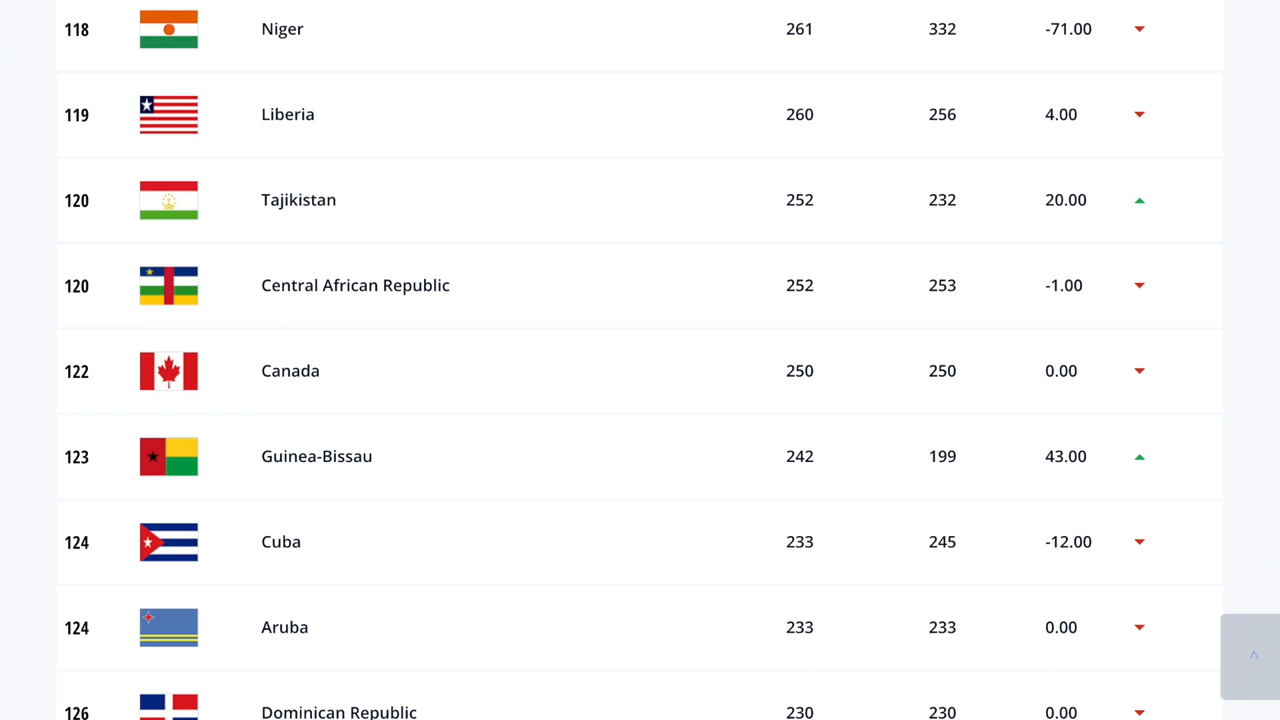 118 Niger 261 332 -71.00
119 Liberia 260 256 4.00
120 Tajikistan 252 232 20.00
120 Central African Republic 252 253 -1.00
122 Canada 250 250 0.00
123 Guinea-Bissau 242 199 43.00
124 Cuba 233 245 -12.00
124 Aruba 233 233 0.00
126 Dominican Republic 230 230 0.00